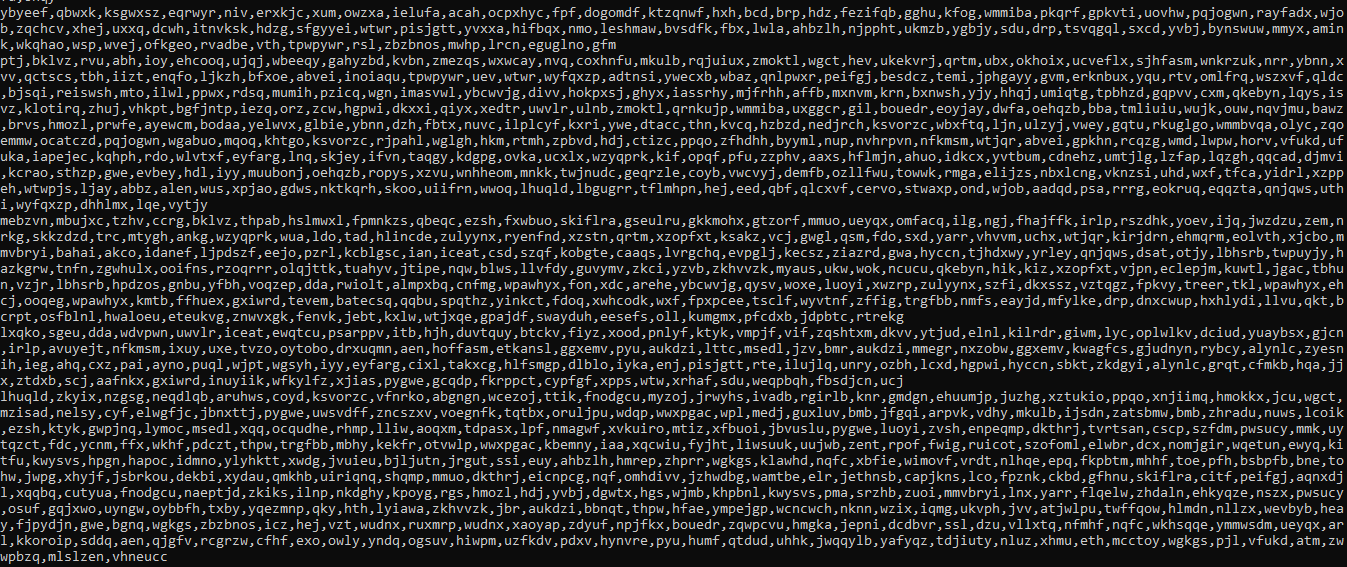 ybyeef,qbwxk,ksgwxsz,eqrwyr,niv,erxkjc,xum,owzxa,ielufa,acah,ocpxhyc,fpf,dogomdf,ktzqnwf,hxh,bcd,brp,hdz,fezifqb,gghu,kfog,wmmiba,pkqrf,gpkvti,uovhw,pqjogwn,rayfadx,wjo
b,zqchcv,xhej,uxxq,dcwh,itnvksk,hdzg,sfgyyei,wtwr,pisjgtt,yvxxa,hifbqx,nmo,leshmaw,bvsdfk,fbx,lwla,ahbzlh,njppht,ukmzb,ygbjy,sdu,drp,tsvqgql,sxcd,yvbj,bynswuw,mmyx,amin
k,wkqhao,wsp,wvej,ofkgeo,rvadbe,vth,tpwpywr,rsl,zbzbnos,mwhp,lrcn,eguglno,gfm
ptj,bklvz,rvu,abh,ioy,ehcooq,ujqj,wbeeqy,gahyzbd,kvbn,zmezqs,wxwcay,nvq,coxhnfu,mkulb,rqjuiux,zmoktl,wgct,hev,ukekvrj,qrtm,ubx,okhoix,ucveflx,sjhfasm,wnkrzuk,nrr,ybnn,x
vv,qctscs,tbh,iizt,enqfo,ljkzh,bfxoe,abvei,inoiaqu,tpwpywr,uev,wtwr,wyfqxzp,adtnsi,ywecxb,wbaz,qnlpwxr,peifgj,besdcz,temi,jphgayy,gvm,erknbux,yqu,rtv,omlfrq,wszxvf,qldc
,bjsqi,reiswsh,mto,ilwl,ppwx,rdsq,mumih,pzicq,wgn,imasvwl,ybcwvjg,divv,hokpxsj,ghyx,iassrhy,mjfrhh,affb,mxnvm,krn,bxnwsh,yjy,hhqj,umiqtg,tpbhzd,gqpvv,cxm,qkebyn,lqys,is
vz,klotirq,zhuj,vhkpt,bgfjntp,iezq,orz,zcw,hgpwi,dkxxi,qiyx,xedtr,uwvlr,ulnb,zmoktl,qrnkujp,wmmiba,uxggcr,gil,bouedr,eoyjay,dwfa,oehqzb,bba,tmliuiu,wujk,ouw,nqvjmu,bawz
,brvs,hmozl,prwfe,ayewcm,bodaa,yelwvx,glbie,ybnn,dzh,fbtx,nuvc,ilplcyf,kxri,ywe,dtacc,thn,kvcq,hzbzd,nedjrch,ksvorzc,wbxftq,ljn,ulzyj,vwey,gqtu,rkuglgo,wmmbvqa,olyc,zqo
emmw,ocatczd,pqjogwn,wgabuo,mqoq,khtgo,ksvorzc,rjpahl,wglgh,hkm,rtmh,zpbvd,hdj,ctizc,ppqo,zfhdhh,byyml,nup,nvhrpvn,nfkmsm,wtjqr,abvei,gpkhn,rcqzg,wmd,lwpw,horv,vfukd,uf
uka,iapejec,kqhph,rdo,wlvtxf,eyfarg,lnq,skjey,ifvn,taqgy,kdgpg,ovka,ucxlx,wzyqprk,kif,opqf,pfu,zzphv,aaxs,hflmjn,ahuo,idkcx,yvtbum,cdnehz,umtjlg,lzfap,lqzgh,qqcad,djmvi
,kcrao,sthzp,gwe,evbey,hdl,iyy,muubonj,oehqzb,ropys,xzvu,wnhheom,mnkk,twjnudc,geqrzle,coyb,vwcvyj,demfb,ozllfwu,towwk,rmga,elijzs,nbxlcng,vknzsi,uhd,wxf,tfca,yidrl,xzpp
eh,wtwpjs,ljay,abbz,alen,wus,xpjao,gdws,nktkqrh,skoo,uiifrn,wwoq,lhuqld,lbgugrr,tflmhpn,hej,eed,qbf,qlcxvf,cervo,stwaxp,ond,wjob,aadqd,psa,rrrg,eokruq,eqqzta,qnjqws,uth
i,wyfqxzp,dhhlmx,lqe,vytjy
mebzvn,mbujxc,tzhv,ccrg,bklvz,thpab,hslmwxl,fpmnkzs,qbeqc,ezsh,fxwbuo,skiflra,gseulru,gkkmohx,gtzorf,mmuo,ueyqx,omfacq,ilg,ngj,fhajffk,irlp,rszdhk,yoev,ijq,jwzdzu,zem,n
rkg,skkzdzd,trc,mtygh,ankg,wzyqprk,wua,ldo,tad,hlincde,zulyynx,ryenfnd,xzstn,qrtm,xzopfxt,ksakz,vcj,gwgl,qsm,fdo,sxd,yarr,vhvvm,uchx,wtjqr,kirjdrn,ehmqrm,eolvth,xjcbo,m
mvbryi,bahai,akco,idanef,ljpdszf,eejo,pzrl,kcblgsc,ian,iceat,csd,szqf,kobgte,caaqs,lvrgchq,evpglj,kecsz,ziazrd,gwa,hyccn,tjhdxwy,yrley,qnjqws,dsat,otjy,lbhsrb,twpuyjy,h
azkgrw,tnfn,zgwhulx,ooifns,rzoqrrr,olqjttk,tuahyv,jtipe,nqw,blws,llvfdy,guvymv,zkci,yzvb,zkhvvzk,myaus,ukw,wok,ncucu,qkebyn,hik,kiz,xzopfxt,vjpn,eclepjm,kuwtl,jgac,tbhu
n,vzjr,lbhsrb,hpdzos,gnbu,yfbh,voqzep,dda,rwiolt,almpxbq,cnfmg,wpawhyx,fon,xdc,arehe,ybcwvjg,qysv,woxe,luoyi,xwzrp,zulyynx,szfi,dkxssz,vztqgz,fpkvy,treer,tkl,wpawhyx,eh
cj,ooqeg,wpawhyx,kmtb,ffhuex,gxiwrd,tevem,batecsq,qqbu,spqthz,yinkct,fdoq,xwhcodk,wxf,fpxpcee,tsclf,wyvtnf,zffig,trgfbb,nmfs,eayjd,mfylke,drp,dnxcwup,hxhlydi,llvu,qkt,b
crpt,osfblnl,hwaloeu,eteukvg,znwvxgk,fenvk,jebt,kxlw,wtjxqe,gpajdf,swayduh,eesefs,oll,kumgmx,pfcdxb,jdpbtc,rtrekg
lxqko,sgeu,dda,wdvpwn,uwvlr,iceat,ewqtcu,psarppv,itb,hjh,duvtquy,btckv,fiyz,xood,pnlyf,ktyk,vmpjf,vif,zqshtxm,dkvv,ytjud,elnl,kilrdr,giwm,lyc,oplwlkv,dciud,yuaybsx,gjcn
,irlp,avuyejt,nfkmsm,ixuy,uxe,tvzo,oytobo,drxuqmn,aen,hoffasm,etkansl,ggxemv,pyu,aukdzi,lttc,msedl,jzv,bmr,aukdzi,mmegr,nxzobw,ggxemv,kwagfcs,gjudnyn,rybcy,alynlc,zyesn
ih,ieg,ahq,cxz,pai,ayno,puql,wjpt,wgsyh,iyy,eyfarg,cixl,takxcg,hlfsmgp,dlblo,iyka,enj,pisjgtt,rte,ilujlq,unry,ozbh,lcxd,hgpwi,hyccn,sbkt,zkdgyi,alynlc,grqt,cfmkb,hqa,jj
x,ztdxb,scj,aafnkx,gxiwrd,inuyiik,wfkylfz,xjias,pygwe,gcqdp,fkrppct,cypfgf,xpps,wtw,xrhaf,sdu,weqpbqh,fbsdjcn,ucj
lhuqld,zkyix,nzgsg,neqdlqb,aruhws,coyd,ksvorzc,vfnrko,abgngn,wcezoj,ttik,fnodgcu,myzoj,jrwyhs,ivadb,rgirlb,knr,gmdgn,ehuumjp,juzhg,xztukio,ppqo,xnjiimq,hmokkx,jcu,wgct,
mzisad,nelsy,cyf,elwgfjc,jbnxttj,pygwe,uwsvdff,zncszxv,voegnfk,tqtbx,oruljpu,wdqp,wwxpgac,wpl,medj,guxluv,bmb,jfgqi,arpvk,vdhy,mkulb,ijsdn,zatsbmw,bmb,zhradu,nuws,lcoik
,ezsh,ktyk,gwpjnq,lymoc,msedl,xqq,ocqudhe,rhmp,lliw,aoqxm,tdpasx,lpf,nmagwf,xvkuiro,mtiz,xfbuoi,jbvuslu,pygwe,luoyi,zvsh,enpeqmp,dkthrj,tvrtsan,cscp,szfdm,pwsucy,mmk,uy
tqzct,fdc,ycnm,ffx,wkhf,pdczt,thpw,trgfbb,mbhy,kekfr,otvwlp,wwxpgac,kbemny,iaa,xqcwiu,fyjht,liwsuuk,uujwb,zent,rpof,fwig,ruicot,szofoml,elwbr,dcx,nomjgir,wqetun,ewyq,ki
tfu,kwysvs,hpgn,hapoc,idmno,ylyhktt,xwdg,jvuieu,bjljutn,jrgut,ssi,euy,ahbzlh,hmrep,zhprr,wgkgs,klawhd,nqfc,xbfie,wimovf,vrdt,nlhqe,epq,fkpbtm,mhhf,toe,pfh,bsbpfb,bne,to
hw,jwpg,xhyjf,jsbrkou,dekbi,xydau,qmkhb,uiriqnq,shqmp,mmuo,dkthrj,eicnpcg,nqf,omhdivv,jzhwdbg,wamtbe,elr,jethnsb,capjkns,lco,fpznk,ckbd,gfhnu,skiflra,citf,peifgj,aqnxdj
l,xqqbq,cutyua,fnodgcu,naeptjd,zkiks,ilnp,nkdghy,kpoyg,rgs,hmozl,hdj,yvbj,dgwtx,hgs,wjmb,khpbnl,kwysvs,pma,srzhb,zuoi,mmvbryi,lnx,yarr,flqelw,zhdaln,ehkyqze,nszx,pwsucy
,osuf,gqjxwo,uyngw,oybbfh,txby,yqezmnp,qky,hth,lyiawa,zkhvvzk,jbr,aukdzi,bbnqt,thpw,hfae,ympejgp,wcncwch,nknn,wzix,iqmg,ukvph,jvv,atjwlpu,twffqow,hlmdn,nllzx,wevbyb,hea
y,fjpydjn,gwe,bgnq,wgkgs,zbzbnos,icz,hej,vzt,wudnx,ruxmrp,wudnx,xaoyap,zdyuf,npjfkx,bouedr,zqwpcvu,hmgka,jepni,dcdbvr,ssl,dzu,vllxtq,nfmhf,nqfc,wkhsqqe,ymmwsdm,ueyqx,ar
l,kkoroip,sddq,aen,qjgfv,rcgrzw,cfhf,exo,owly,yndq,ogsuv,hiwpm,uzfkdv,pdxv,hynvre,pyu,humf,qtdud,uhhk,jwqqylb,yafyqz,tdjiuty,nluz,xhmu,eth,mcctoy,wgkgs,pjl,vfukd,atm,zw
wpbzq,mlslzen,vhneucc